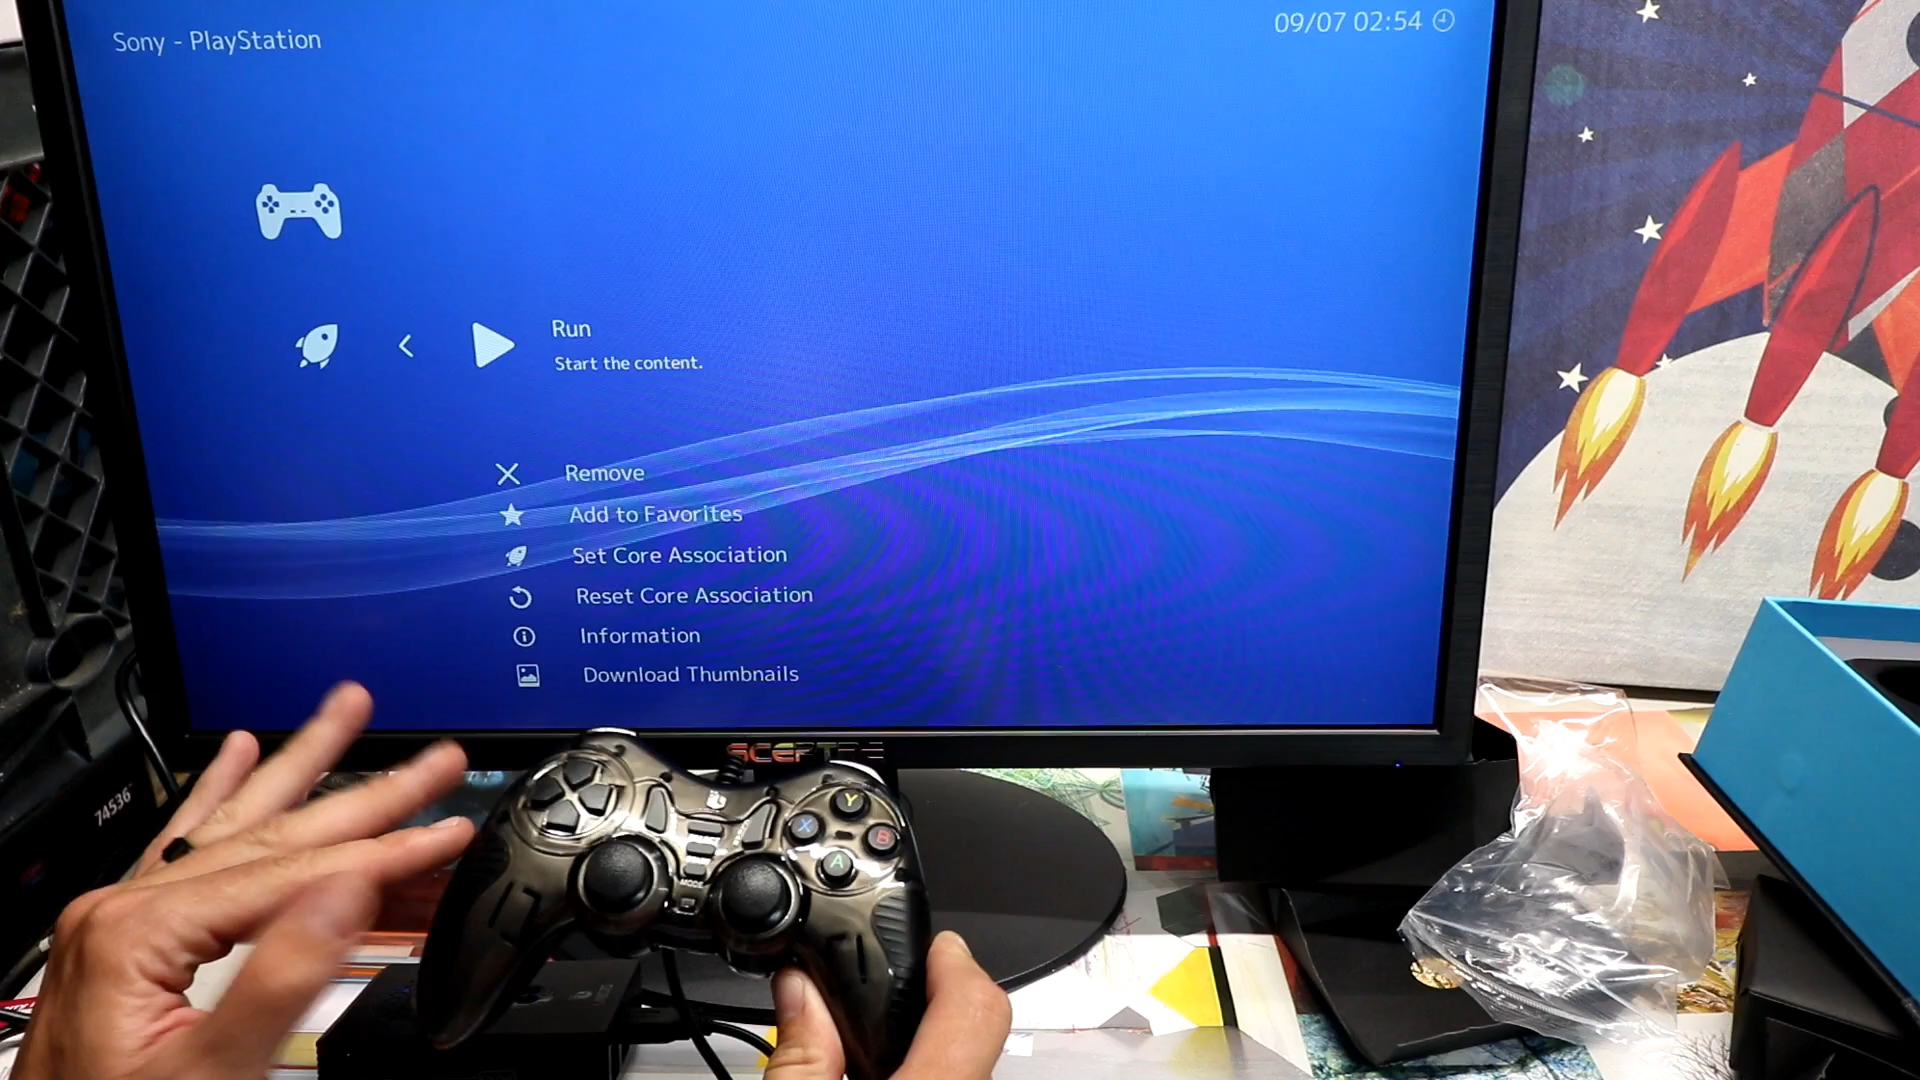 Sony - PlayStation
09/07 02:54
Run
Start the content.
Remove
Add to Favorites
Set Core Association
Reset Core Association
Information
Download Thumbnails
SCEPTRE
74536
Y
X
B
A
MODE